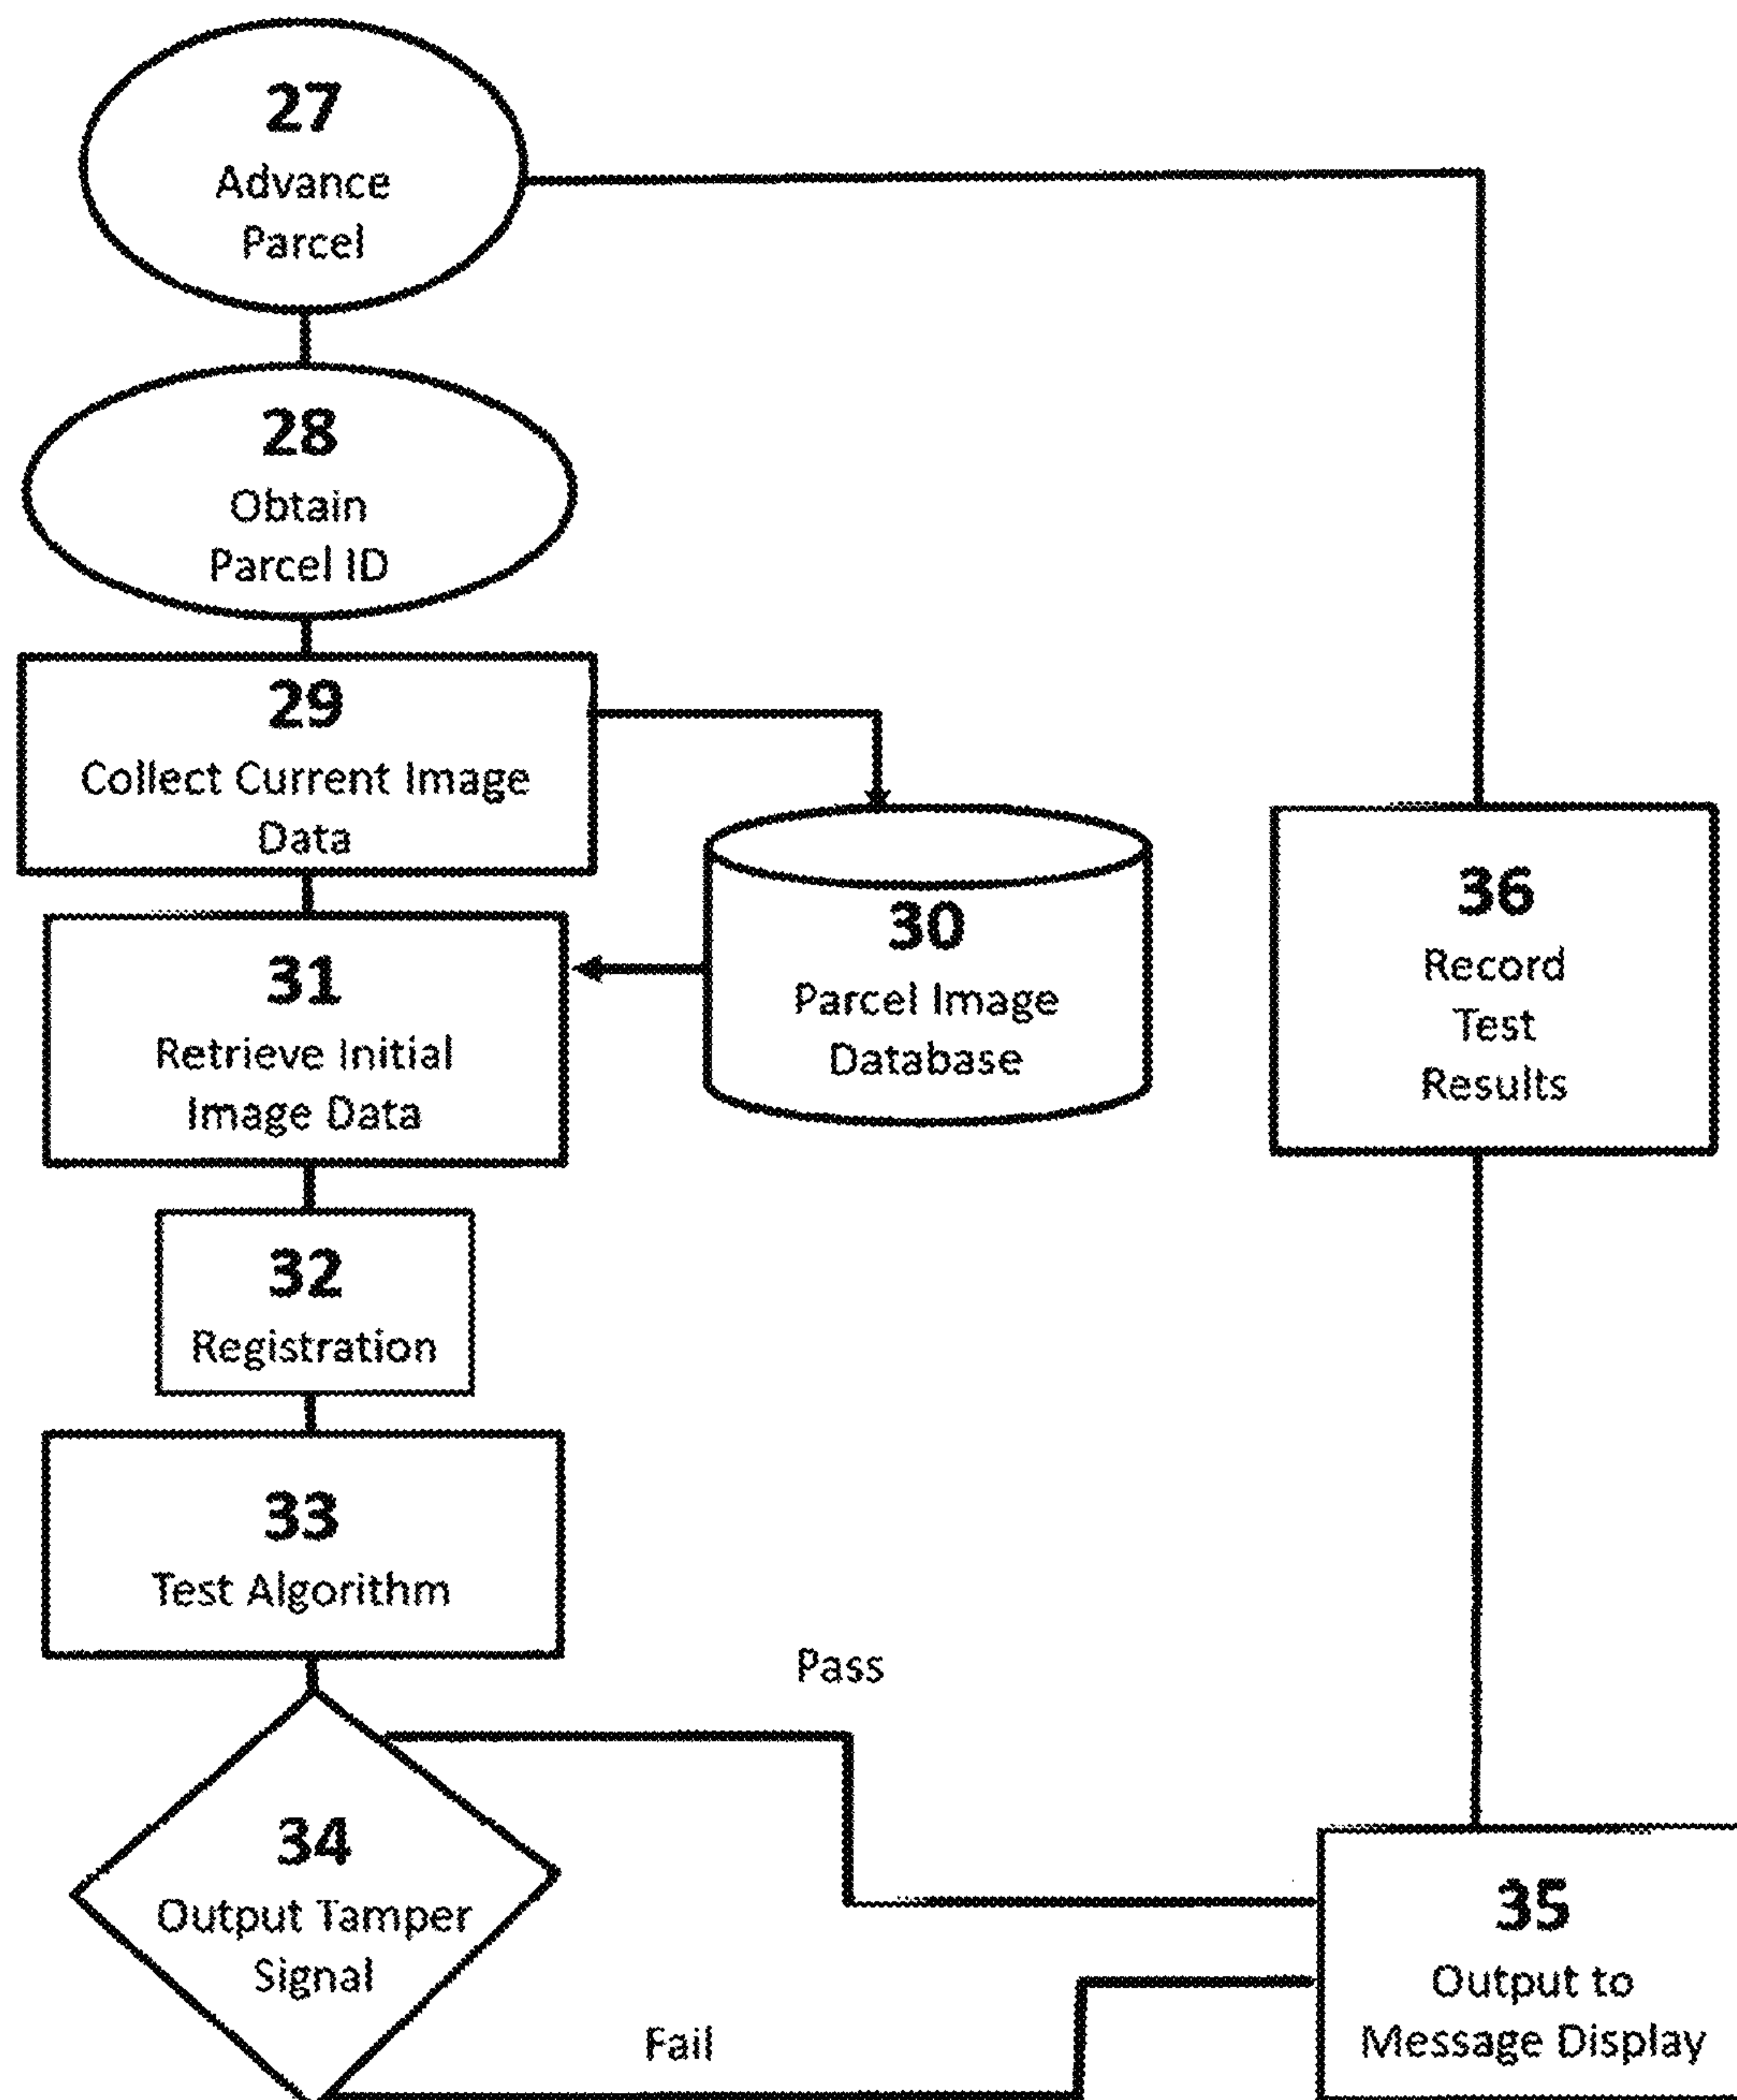 27
Advance
Parcel
28
Obtain
Parcel ID
29
Collect Current Image
Data
30
Parcel Image
Database
31
Retrieve Initial
Image Data
32
Registration
33
Test Algorithm
Pass
34
Output Tamper
Signal
Fail
35
Output to
Message Display
36
Record
Test
Results